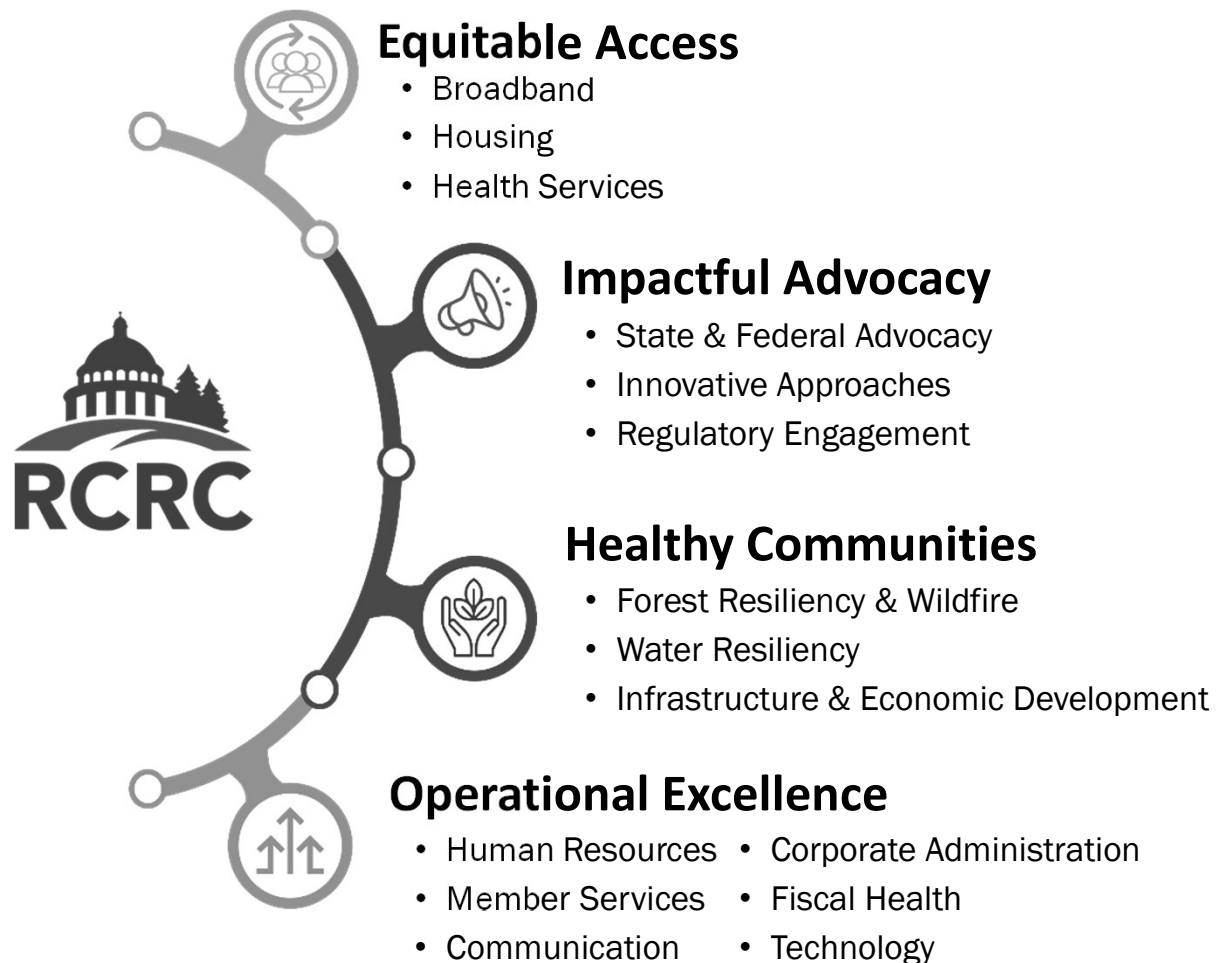 Equitable Access
• Broadband
• Housing
• Health Services
Impactful Advocacy
• State & Federal Advocacy
• Innovative Approaches
• Regulatory Engagement
RCRC
Healthy Communities
• Forest Resiliency & Wildfire
• Water Resiliency
• Infrastructure & Economic Development
Operational Excellence
• Human Resources • Corporate Administration
• Member Services • Fiscal Health
• Communication • Technology